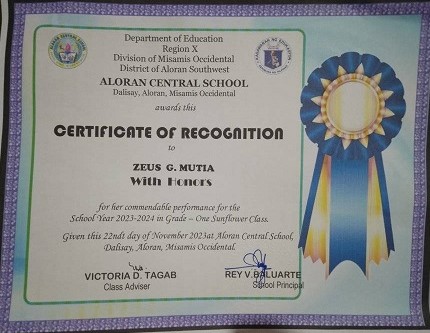 Department of Education
Region X
Division of Misamis Occidental
District of Aloran Southwest
ALORAN CENTRAL SCHOOL
Dalisay, Aloran, Misamis Occidental
awards this
CERTIFICATE OF RECOGNITION
to
ZEUS G. MUTIA
With Honors
for her commendable performance for the
School Year 2023-2024 in Grade – One Sunflower Class.
Given this 22ndt day of November 2023at Aloran Central School,
Dalisay, Aloran, Misamis Occidental.
VICTORIA D. TAGAB
Class Adviser
REY V.BALUARTE
School Principal